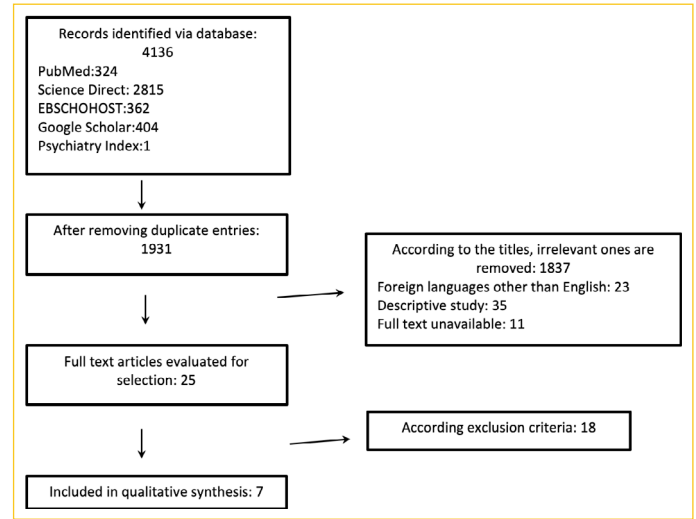 Records identified via database:
4136
PubMed:324
Science Direct: 2815
EBSCHOHOST:362
Google Scholar:404
Psychiatry Index:1
After removing duplicate entries:
1931
According to the titles, irrelevant ones are
removed: 1837
Foreign languages other than English: 23
Descriptive study: 35
Full text unavailable: 11
Full text articles evaluated for
selection: 25
According exclusion criteria: 18
Included in qualitative synthesis: 7